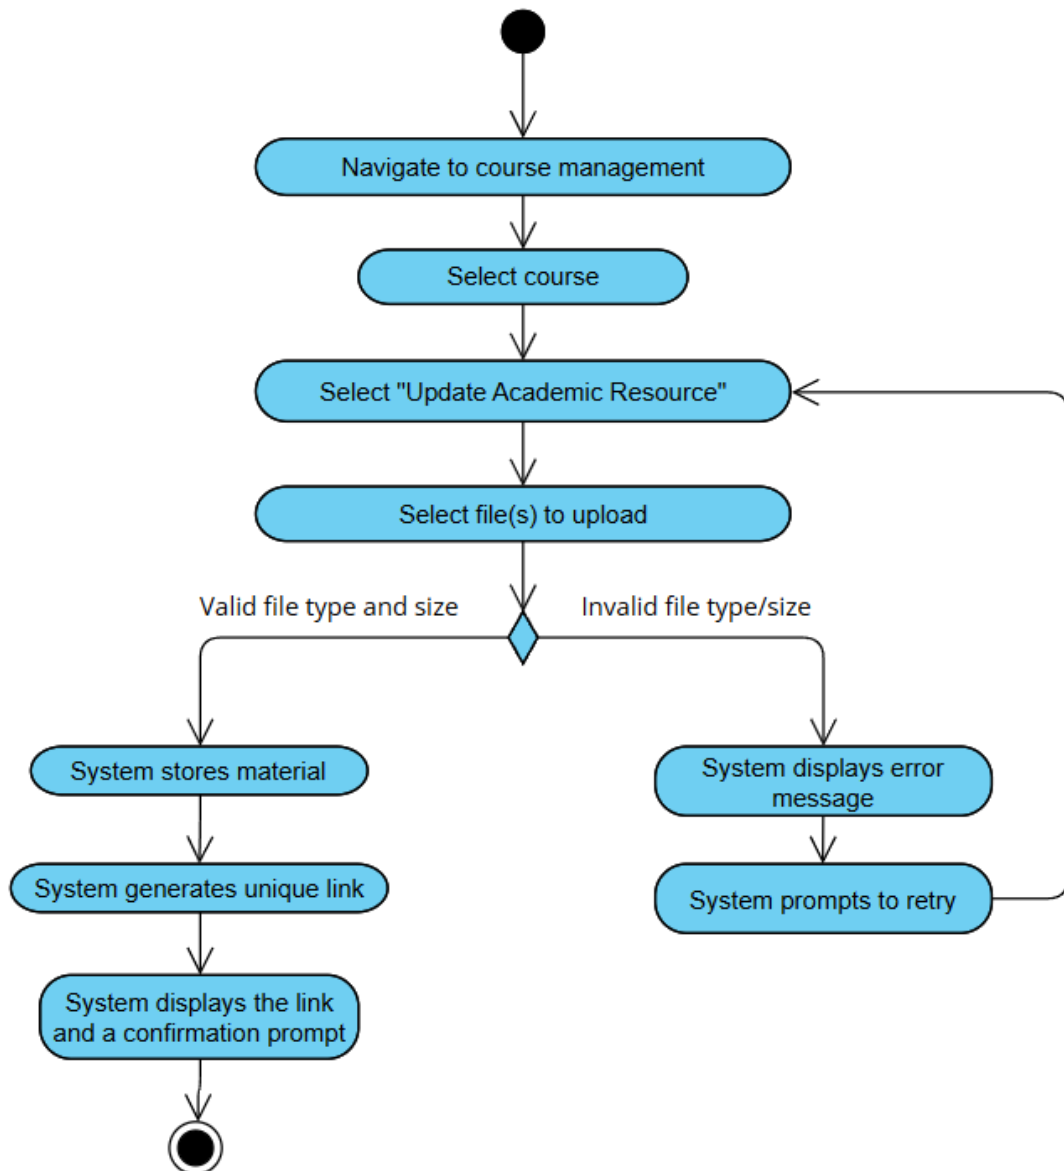 Navigate to course management
Select course
Select "Update Academic Resource"
Select file(s) to upload
Valid file type and size
Invalid file type/size
System stores material
System generates unique link
System displays the link
and a confirmation prompt
System displays error
message
System prompts to retry